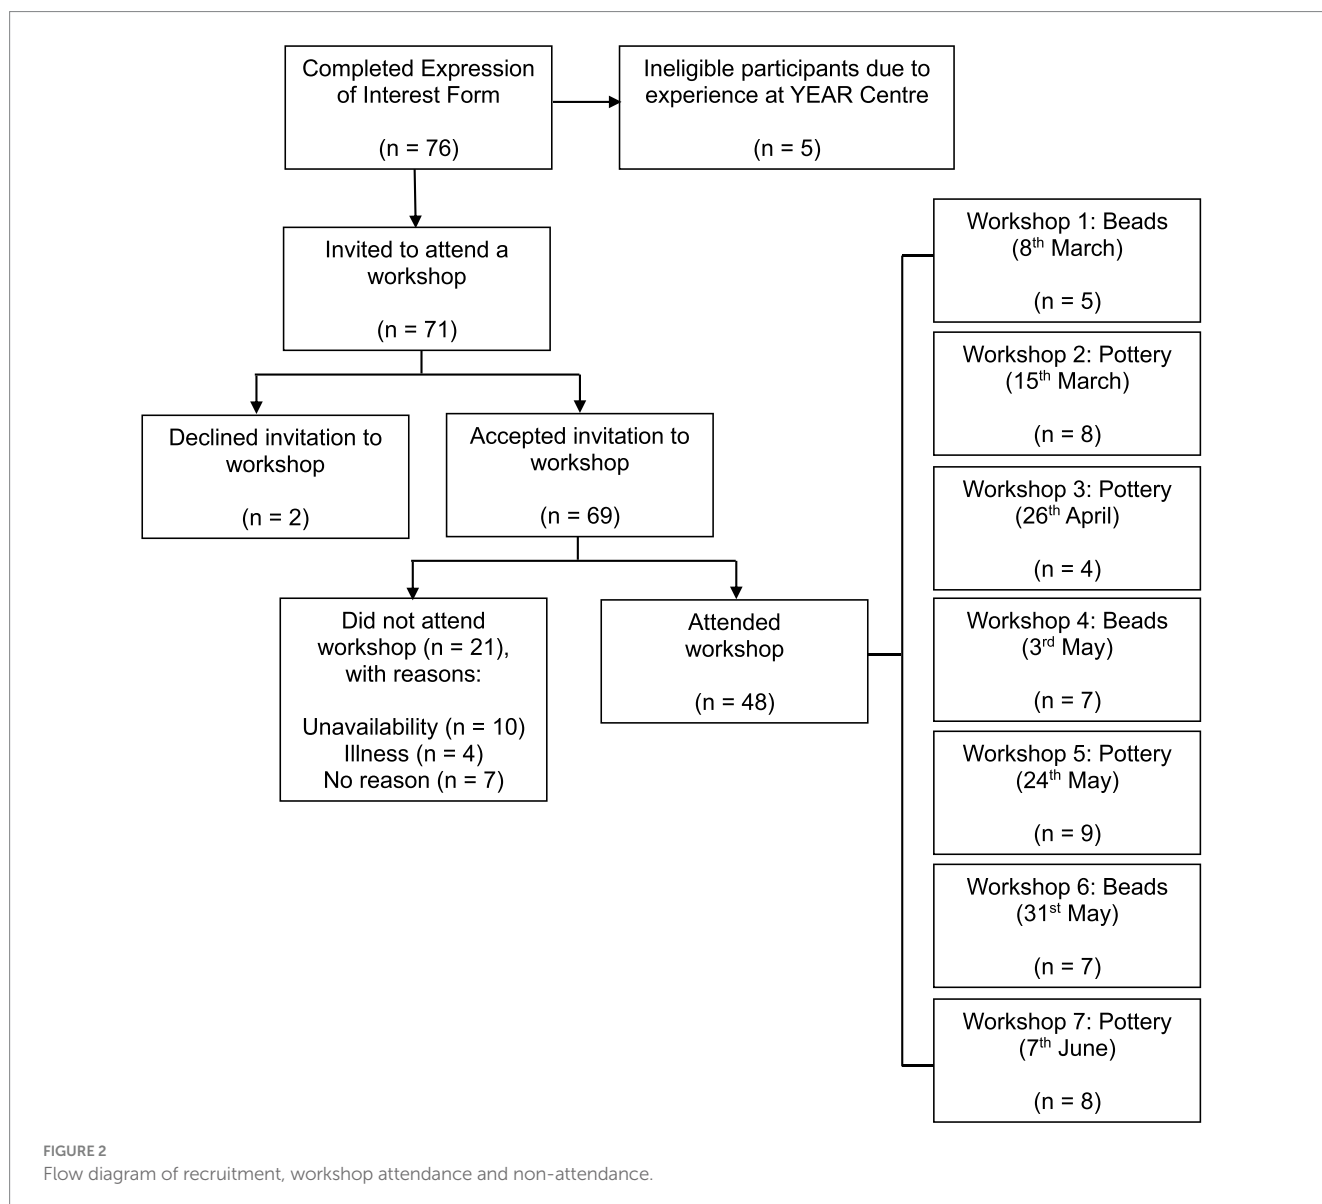 Completed Expression
of Interest Form
(n = 76)
Ineligible participants due to
experience at YEAR Centre
(n = 5)
Invited to attend a
workshop
(n = 71)
Declined invitation to
workshop
(n = 2)
Accepted invitation to
workshop
(n = 69)
Did not attend
workshop (n = 21),
with reasons:
Unavailability (n = 10)
Illness (n = 4)
No reason (n = 7)
Attended
workshop
(n = 48)
Workshop 1: Beads
(8th March)
(n = 5)
Workshop 2: Pottery
(15th March)
(n = 8)
Workshop 3: Pottery
(26th April)
(n = 4)
Workshop 4: Beads
(3rd May)
(n = 7)
Workshop 5: Pottery
(24th May)
(n = 9)
Workshop 6: Beads
(31st May)
(n = 7)
Workshop 7: Pottery
(7th June)
(n = 8)
FIGURE 2
Flow diagram of recruitment, workshop attendance and non-attendance.